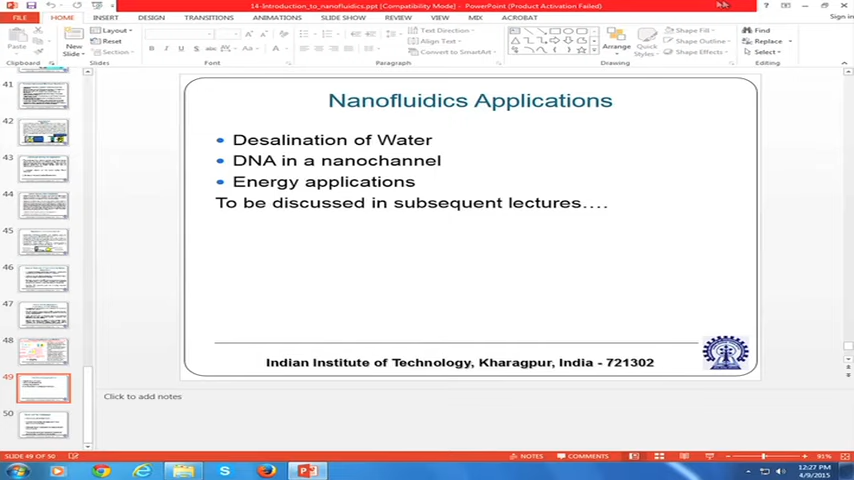 14-Introduction_to_nanofluidics.ppt [Compatibility Mode] - PowerPoint (Product Activation Failed)
Sign in
FILE HOME INSERT DESIGN TRANSITIONS ANIMATIONS SLIDE SHOW REVIEW VIEW MIX ACROBAT
Paste
New Slide
Layout
Reset
Section
Text Direction
Align Text
Convert to SmartArt
Arrange
Quick Styles
Shape Fill
Shape Outline
Shape Effects
Find
Replace
Select
Clipboard Slides Font Paragraph Drawing Editing
41
42
43
44
45
46
47
48
49
50
Nanofluidics Applications
• Desalination of Water
• DNA in a nanochannel
• Energy applications
To be discussed in subsequent lectures....
Indian Institute of Technology, Kharagpur, India - 721302
Click to add notes
SLIDE 49 OF 50
NOTES
COMMENTS
91%
12:27 PM
4/9/2015